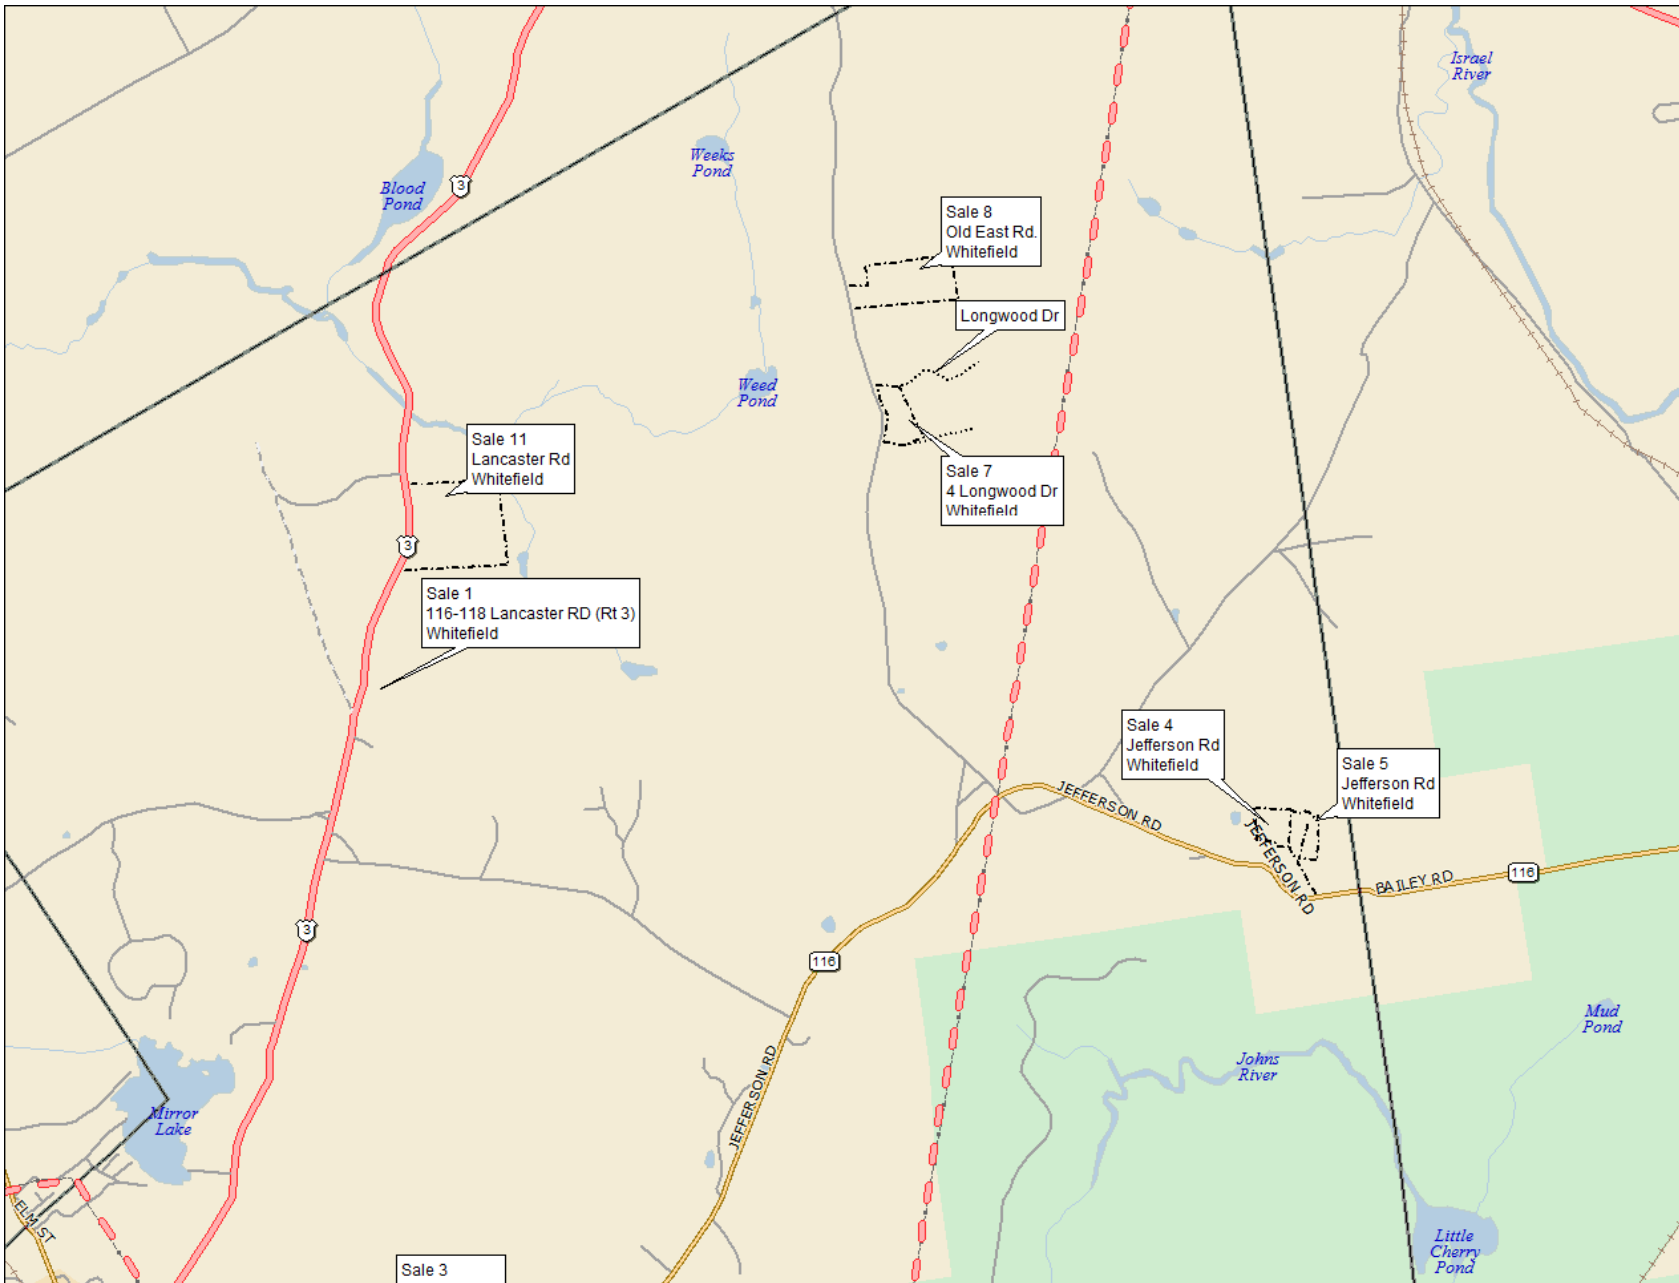 Israel
River
Weeks
Pond
3
Blood
Pond
Sale 8
Old East Rd.
Whitefield
Longwood Dr
Weed
Pond
Sale 11
Lancaster Rd
Whitefield
Sale 7
4 Longwood Dr
Whitefield
3
Sale 1
116-118 Lancaster RD (Rt 3)
Whitefield
Sale 4
Jefferson Rd
Whitefield
Sale 5
Jefferson Rd
Whitefield
JEFFERSON RD
JEFFERSON RD
BAILEY RD
116
3
116
Mud
Pond
Johns
River
JEFFERSON RD
Mirror
Lake
ELM ST
Little
Cherry
Pond
Sale 3